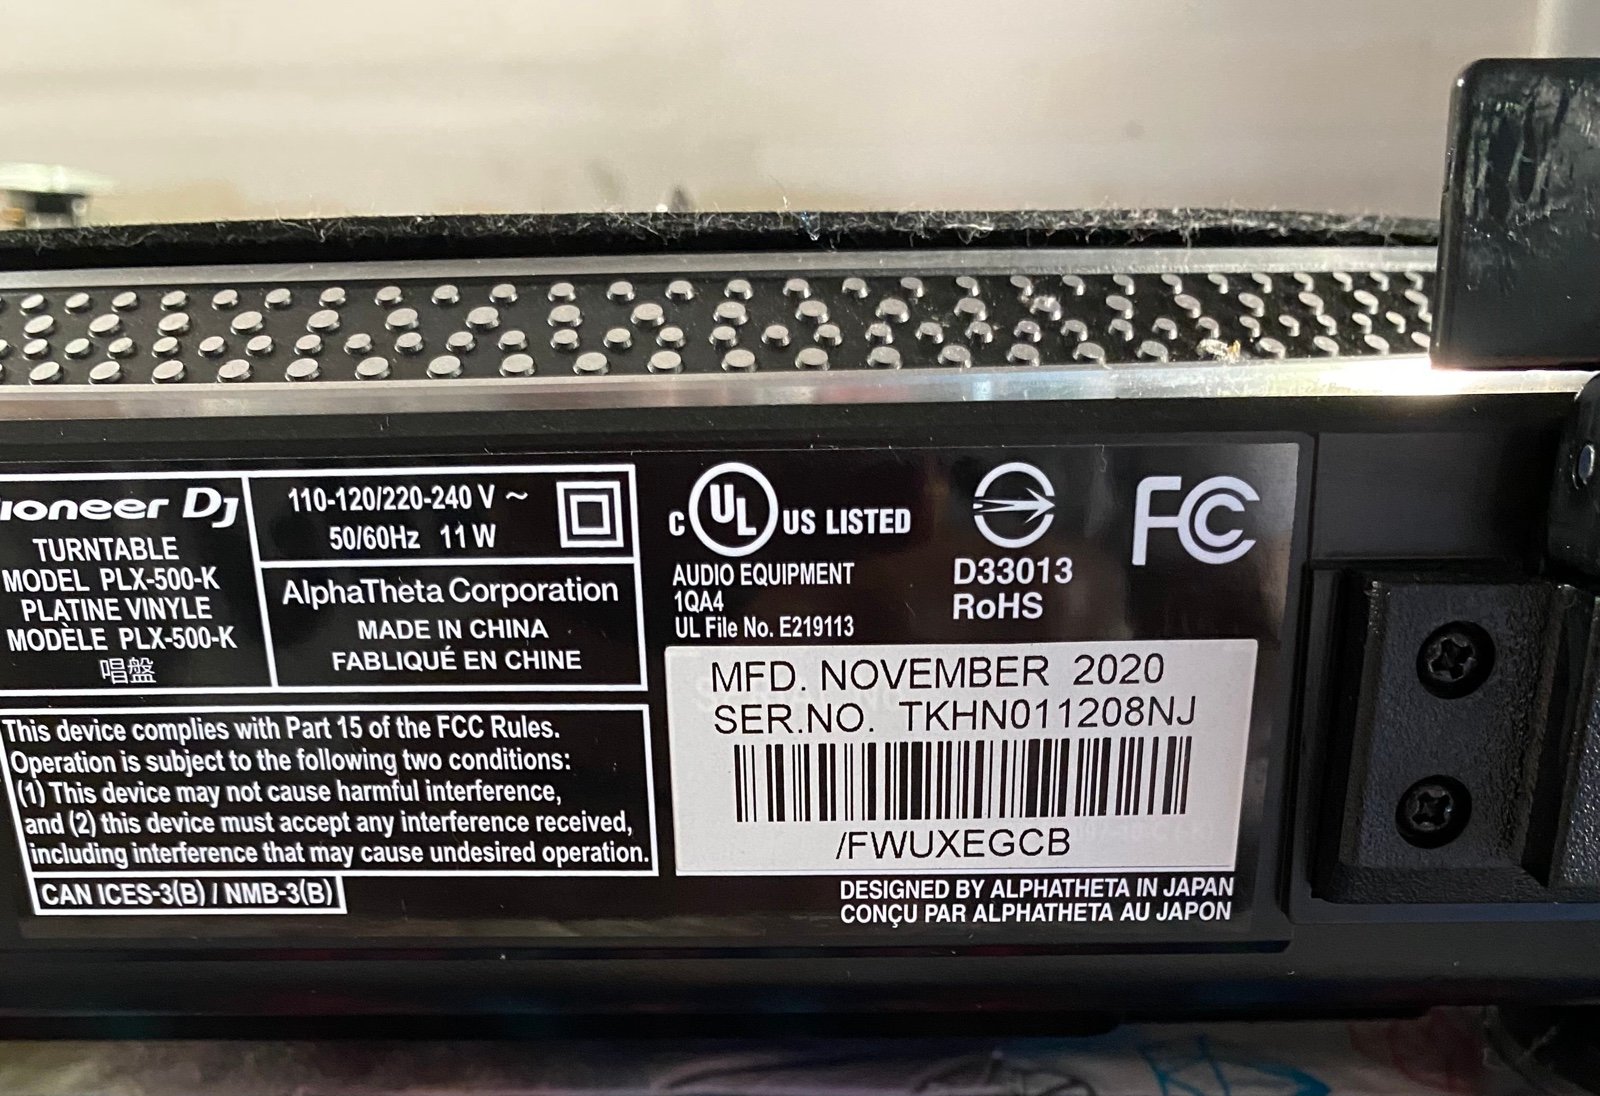 ioneer DJ
TURNTABLE
MODEL PLX-500-K
PLATINE VINYLE
MODÈLE PLX-500-K
唱盤
110-120/220-240 V ~
50/60Hz 11 W
AlphaTheta Corporation
MADE IN CHINA
FABLIQUÉ EN CHINE
This device complies with Part 15 of the FCC Rules.
Operation is subject to the following two conditions:
(1) This device may not cause harmful interference,
and (2) this device must accept any interference received,
including interference that may cause undesired operation.
CAN ICES-3(B) / NMB-3(B)
C UL US LISTED
AUDIO EQUIPMENT
1QA4
UL File No. E219113
D33013
RoHS
FC
MFD. NOVEMBER 2020
SER.NO. TKHN011208NJ
/FWUXEGCB
DESIGNED BY ALPHATHETA IN JAPAN
CONÇU PAR ALPHATHETA AU JAPON